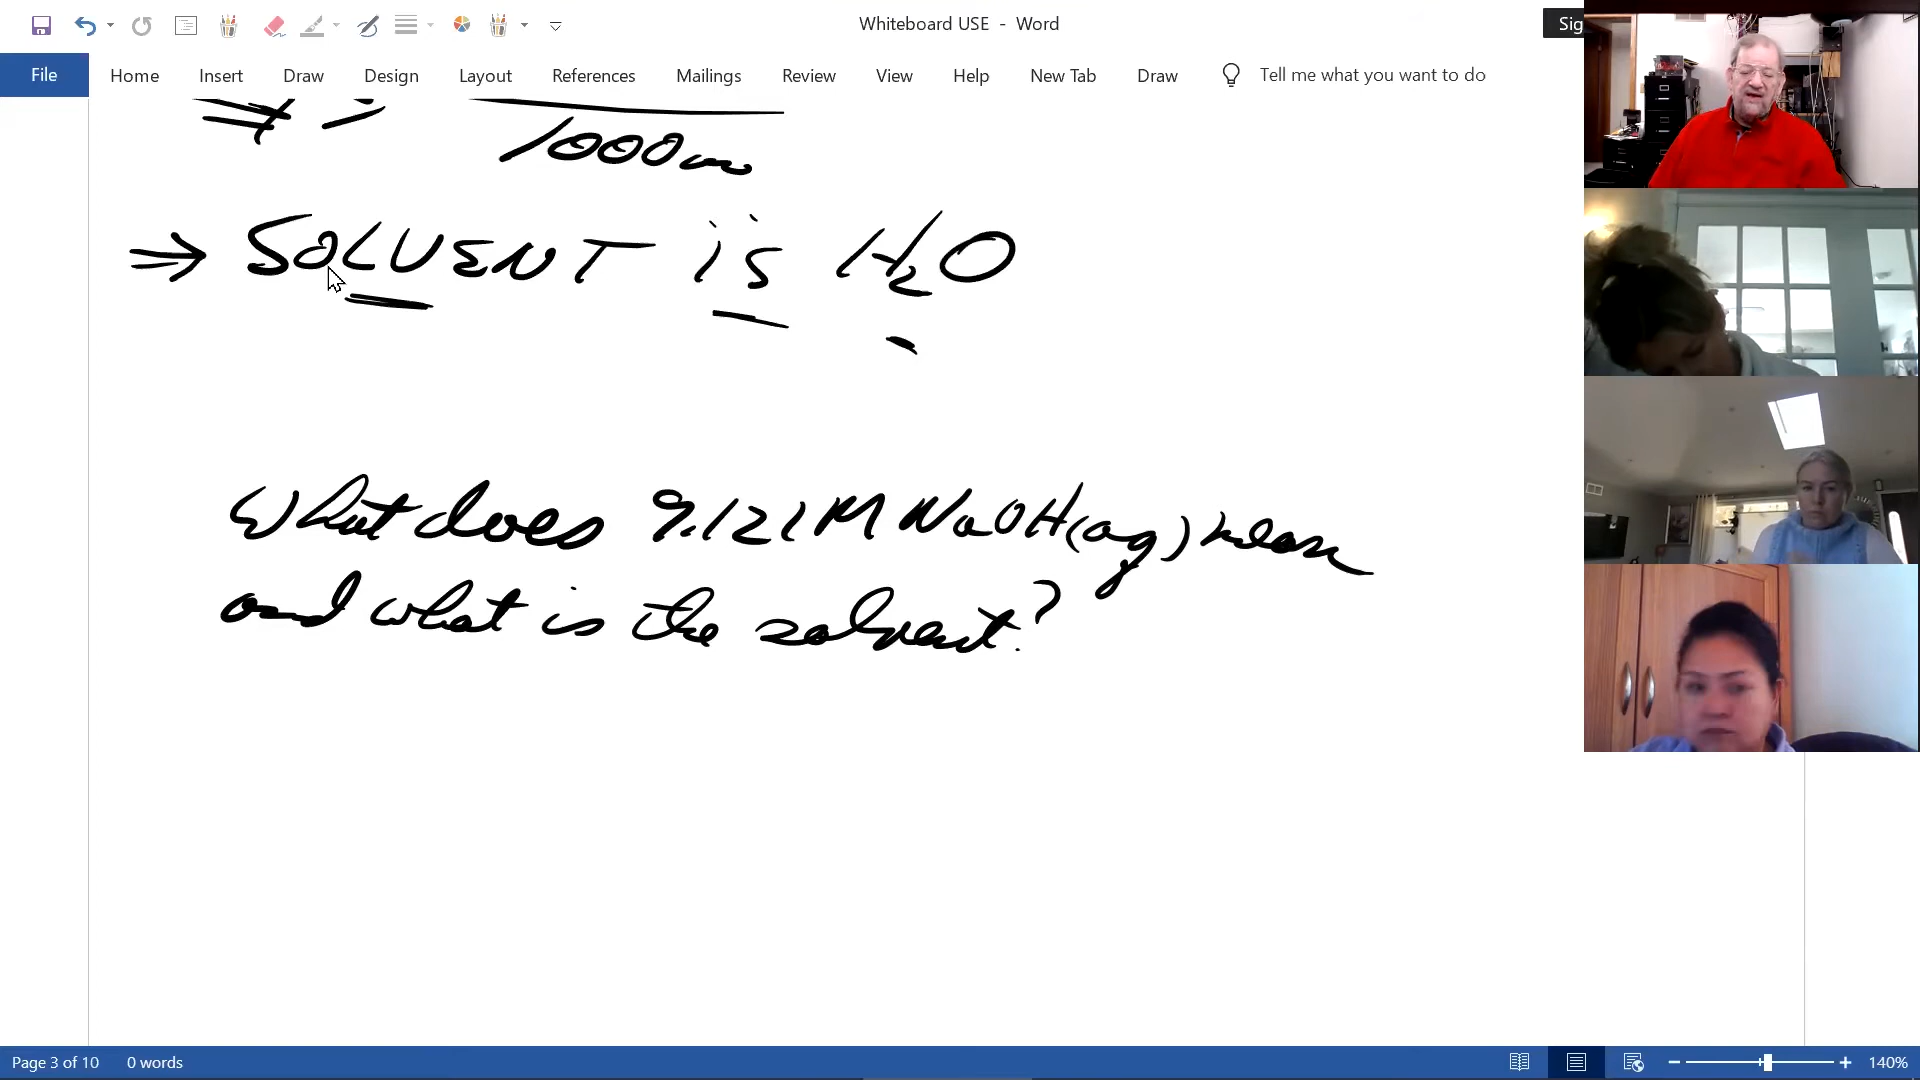 Whiteboard USE - Word
Sig
File Home Insert Draw Design Layout References Mailings Review View Help New Tab Draw Tell me what you want to do
1000m
⇒ SOLVENT is H₂O
What does 9.121M NaOH(aq) mean
and what is the solvent?
Page 3 of 10 0 words
140%